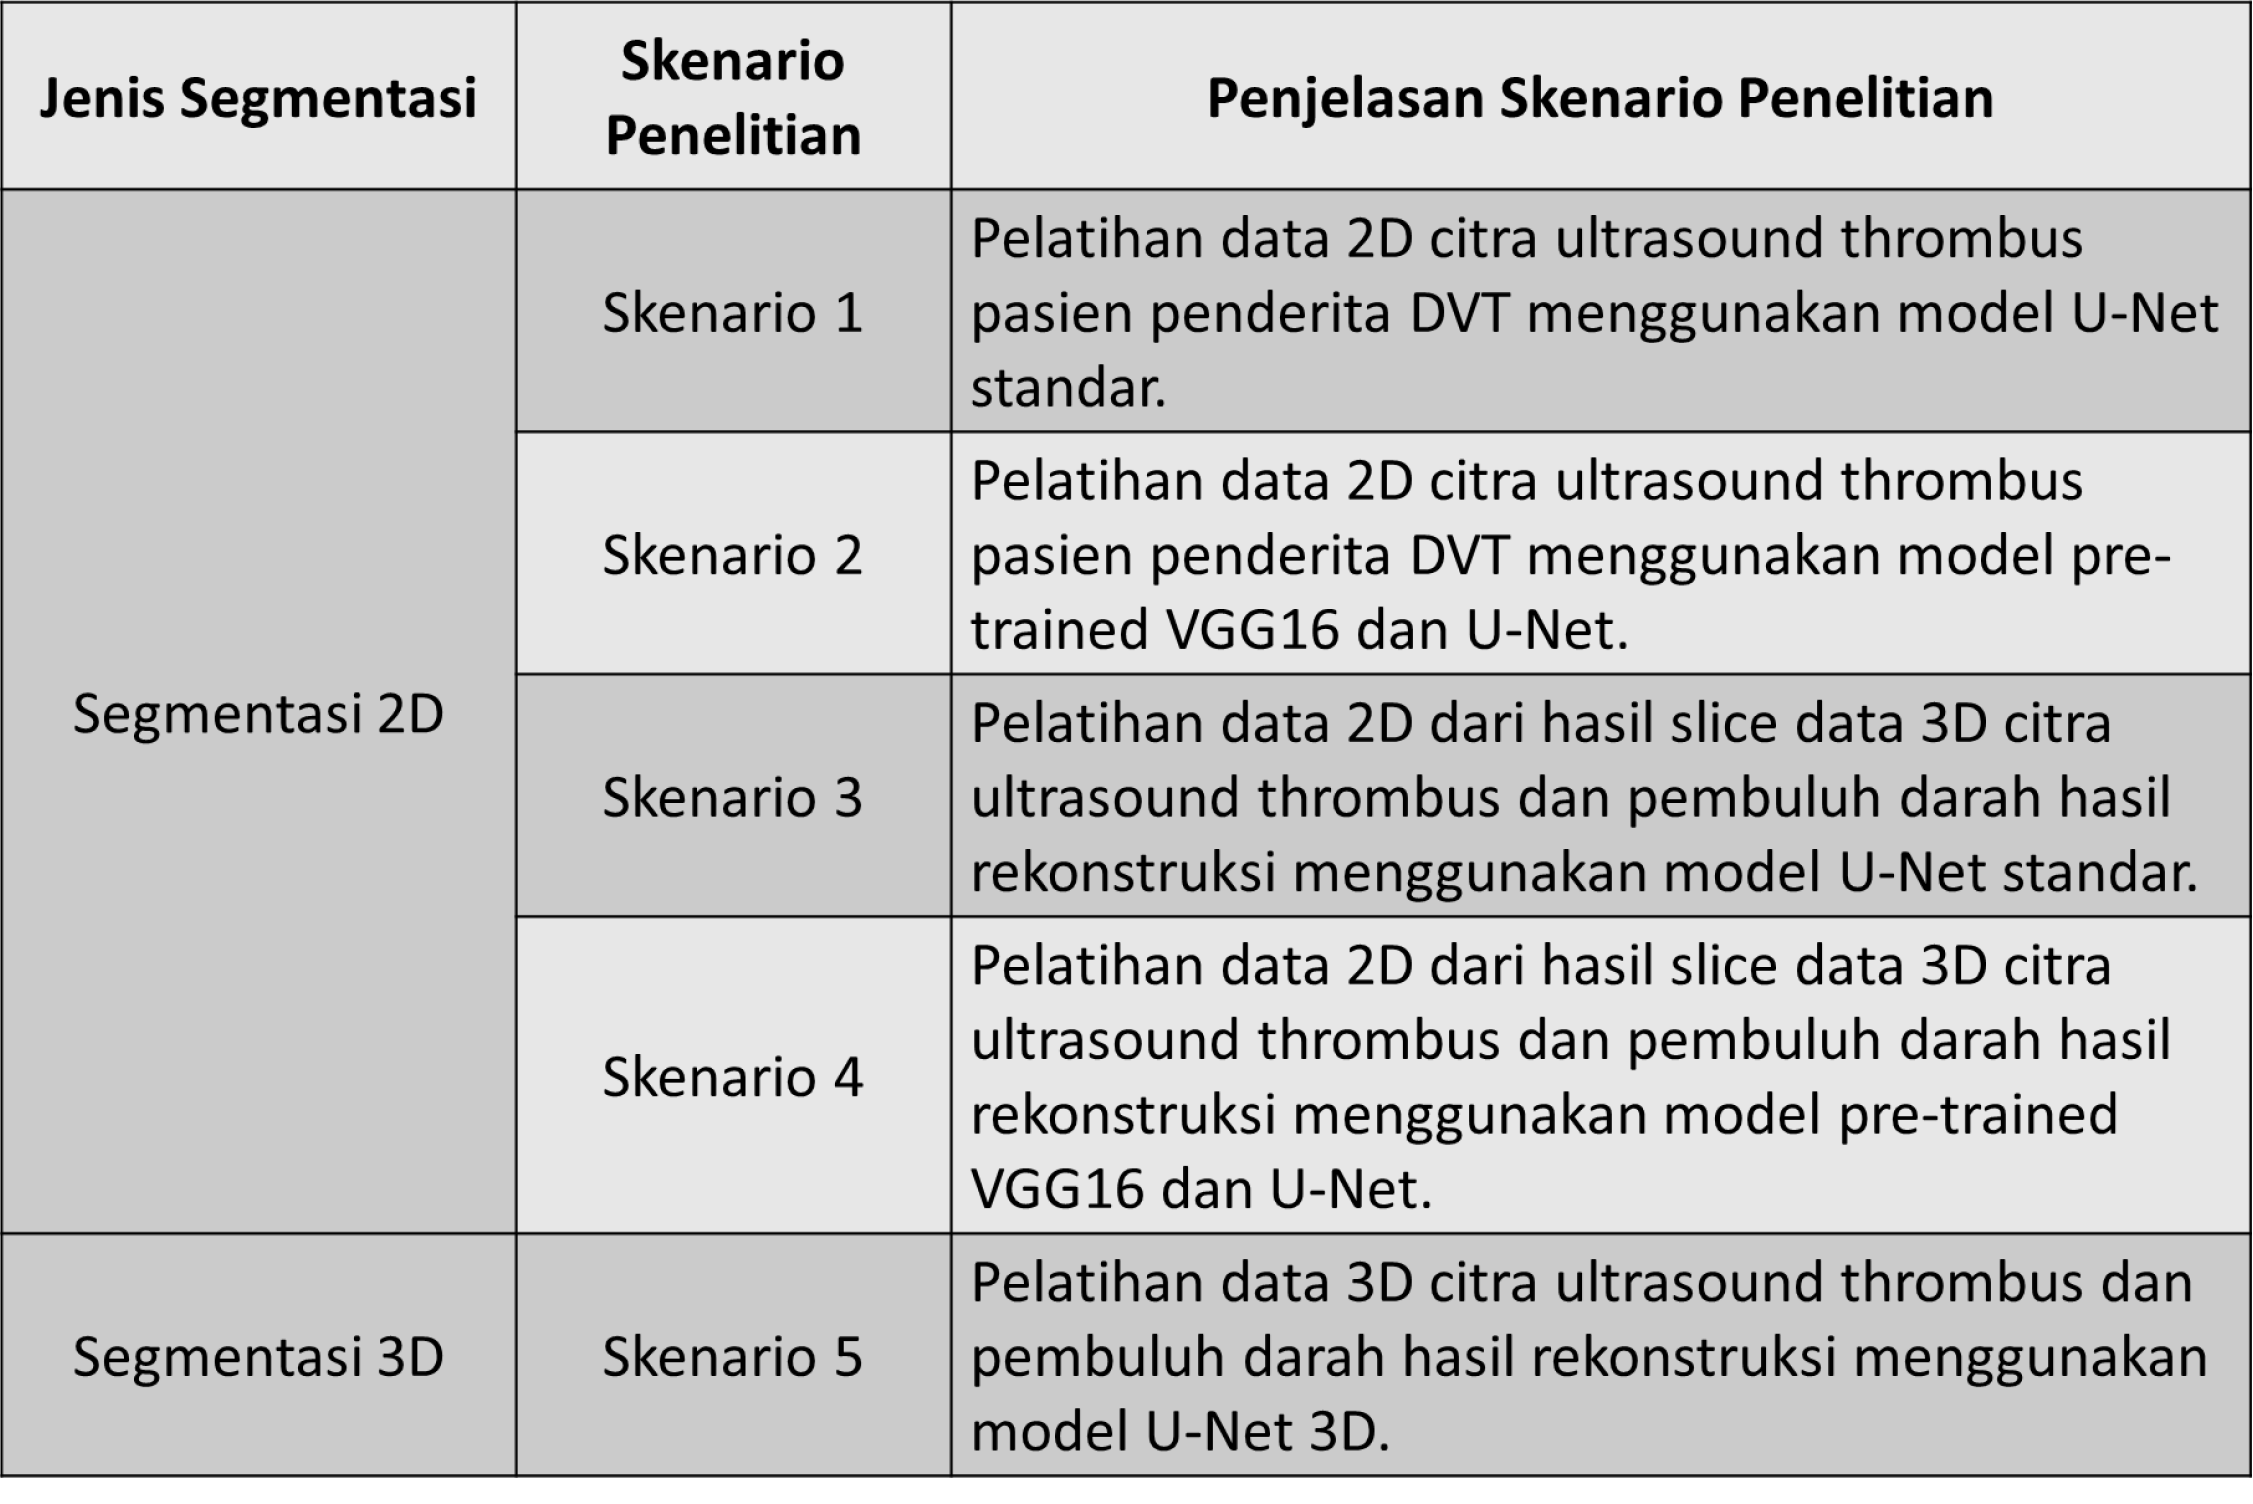 Jenis Segmentasi
Skenario
Penelitian
Penjelasan Skenario Penelitian
Segmentasi 2D
Skenario 1
Pelatihan data 2D citra ultrasound thrombus
pasien penderita DVT menggunakan model U-Net
standar.
Skenario 2
Pelatihan data 2D citra ultrasound thrombus
pasien penderita DVT menggunakan model pre-
trained VGG16 dan U-Net.
Skenario 3
Pelatihan data 2D dari hasil slice data 3D citra
ultrasound thrombus dan pembuluh darah hasil
rekonstruksi menggunakan model U-Net standar.
Skenario 4
Pelatihan data 2D dari hasil slice data 3D citra
ultrasound thrombus dan pembuluh darah hasil
rekonstruksi menggunakan model pre-trained
VGG16 dan U-Net.
Segmentasi 3D
Skenario 5
Pelatihan data 3D citra ultrasound thrombus dan
pembuluh darah hasil rekonstruksi menggunakan
model U-Net 3D.